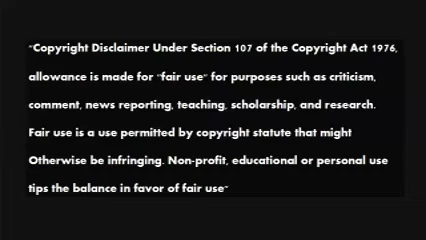 "Copyright Disclaimer Under Section 107 of the Copyright Act 1976,
allowance is made for "fair use" for purposes such as criticism,
comment, news reporting, teaching, scholarship, and research.
Fair use is a use permitted by copyright statute that might
Otherwise be infringing. Non-profit, educational or personal use
tips the balance in favor of fair use"